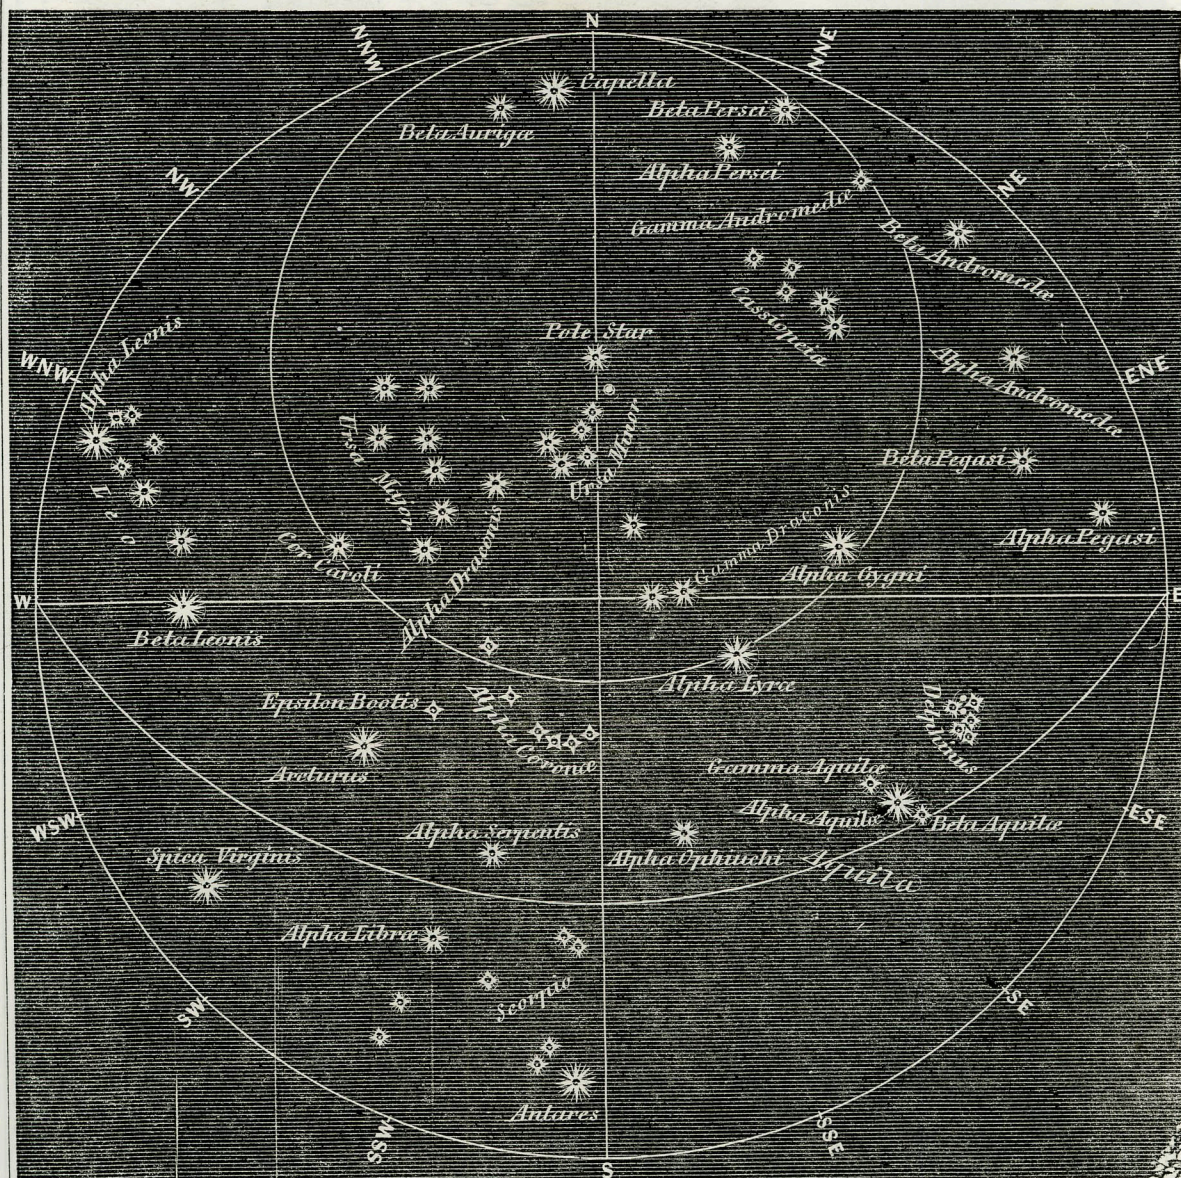 N
NNW
NNE
Capella
Beta Aurigæ
Beta Persei
Alpha Persei
NW
NE
Gamma Andromedæ
Beta Andromedæ
Cassiopeia
Pole Star
WNW
Alpha Leonis
Alpha Andromedæ
ENE
Ursa Major
Ursa Minor
Beta Pegasi
Leo
Alpha Draconis
Gamma Draconis
Alpha Pegasi
Cor Caroli
Alpha Cygni
W
E
Beta Leonis
Alpha Lyræ
Epsilon Bootis
Alpha Coronæ
Delphinus
Arcturus
Gamma Aquilæ
Alpha Aquilæ
Beta Aquilæ
WSW
ESE
Alpha Serpentis
Spica Virginis
Alpha Ophiuchi
Aquila
Alpha Libræ
Scorpio
SW
SE
Antares
SSW
SSE
S